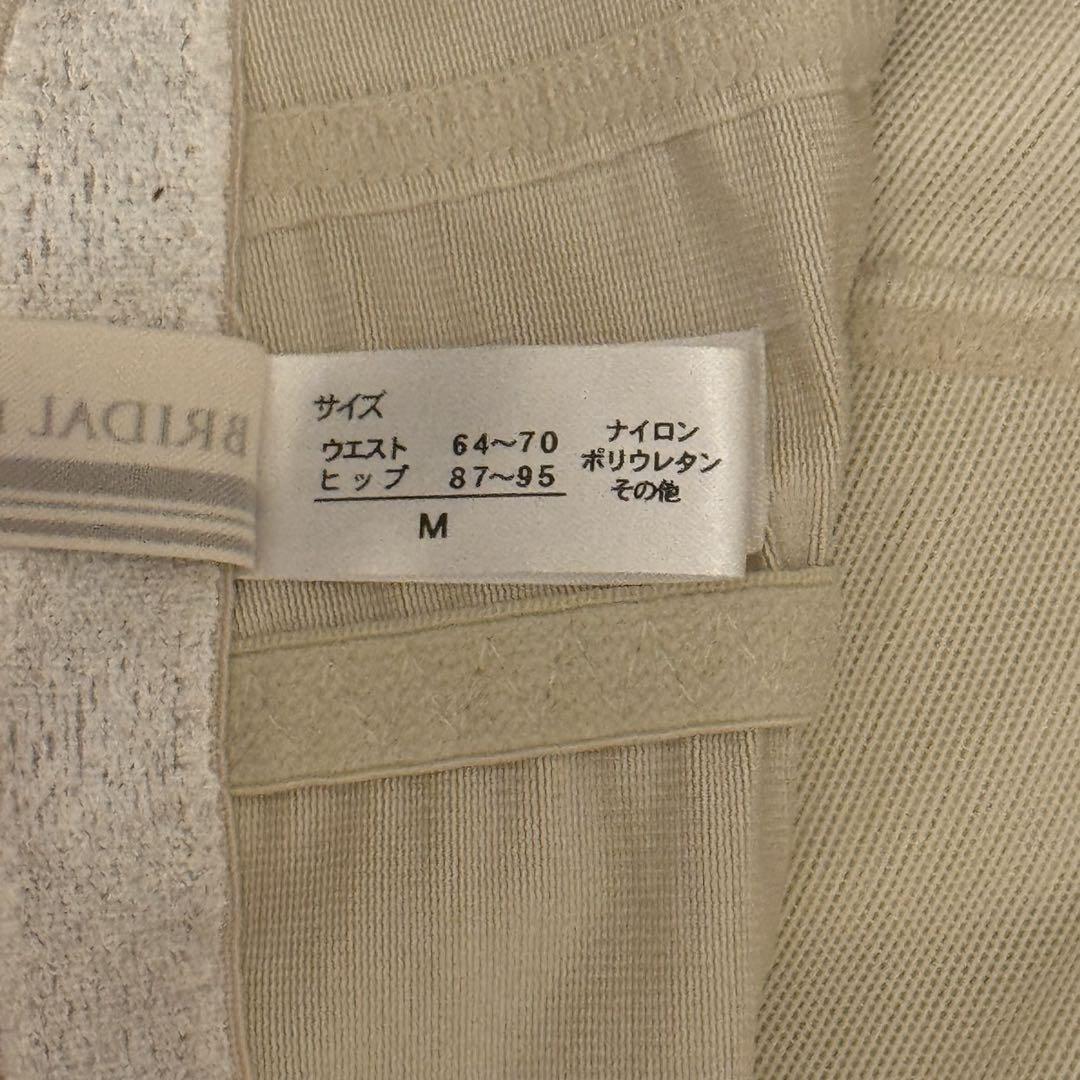 BRIDAL
サイズ
ウエスト 64～70
ヒップ 87～95
M
ナイロン
ポリウレタン
その他